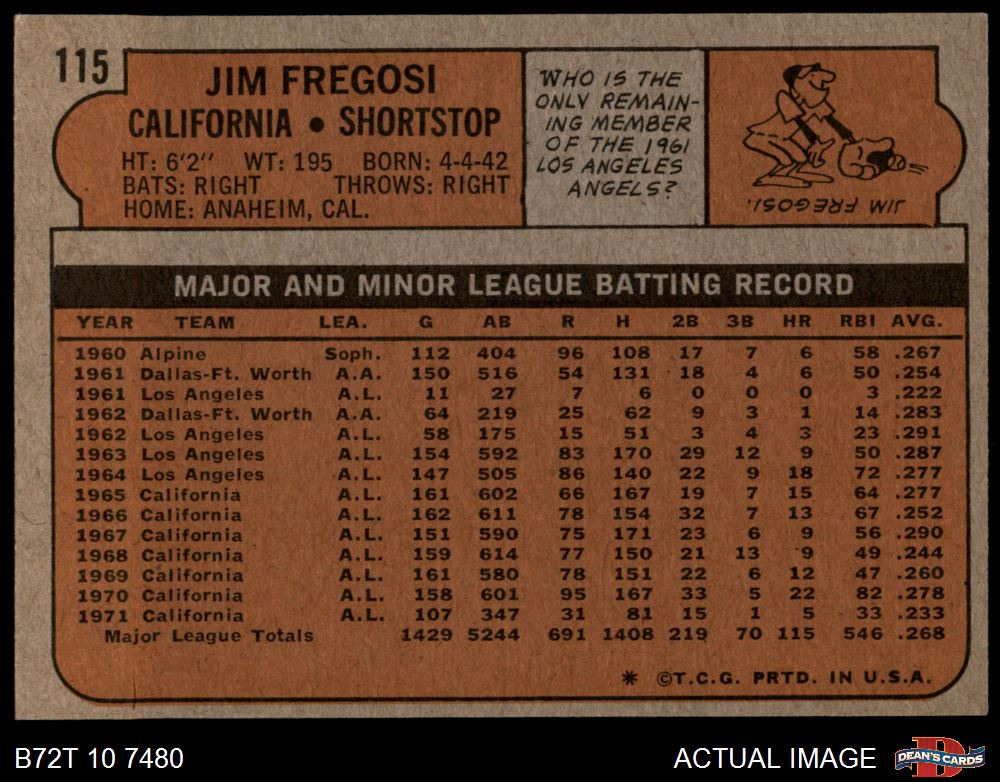 115
JIM FREGOSI
CALIFORNIA • SHORTSTOP
HT: 6'2" WT: 195 BORN: 4-4-42
BATS: RIGHT THROWS: RIGHT
HOME: ANAHEIM, CAL.
WHO IS THE
ONLY REMAIN-
ING MEMBER
OF THE 1961
LOS ANGELES
ANGELS?
JIM FREGOSI.
MAJOR AND MINOR LEAGUE BATTING RECORD
YEAR TEAM LEA. G AB R H 2B 3B HR RBI AVG.
1960 Alpine Soph. 112 404 96 108 17 7 6 58 .267
1961 Dallas-Ft. Worth A.A. 150 516 54 131 18 4 6 50 .254
1961 Los Angeles A.L. 11 27 7 6 0 0 0 3 .222
1962 Dallas-Ft. Worth A.A. 64 219 25 62 9 3 1 14 .283
1962 Los Angeles A.L. 58 175 15 51 3 4 3 23 .291
1963 Los Angeles A.L. 154 592 83 170 29 12 9 50 .287
1964 Los Angeles A.L. 147 505 86 140 22 9 18 72 .277
1965 California A.L. 161 602 66 167 19 7 15 64 .277
1966 California A.L. 162 611 78 154 32 7 13 67 .252
1967 California A.L. 151 590 75 171 23 6 9 56 .290
1968 California A.L. 159 614 77 150 21 13 9 49 .244
1969 California A.L. 161 580 78 151 22 6 12 47 .260
1970 California A.L. 158 601 95 167 33 5 22 82 .278
1971 California A.L. 107 347 31 81 15 1 5 33 .233
Major League Totals 1429 5244 691 1408 219 70 115 546 .268
* ©T.C.G. PRTD. IN U.S.A.
B72T 10 7480
ACTUAL IMAGE
D
DEAN'S CARDS